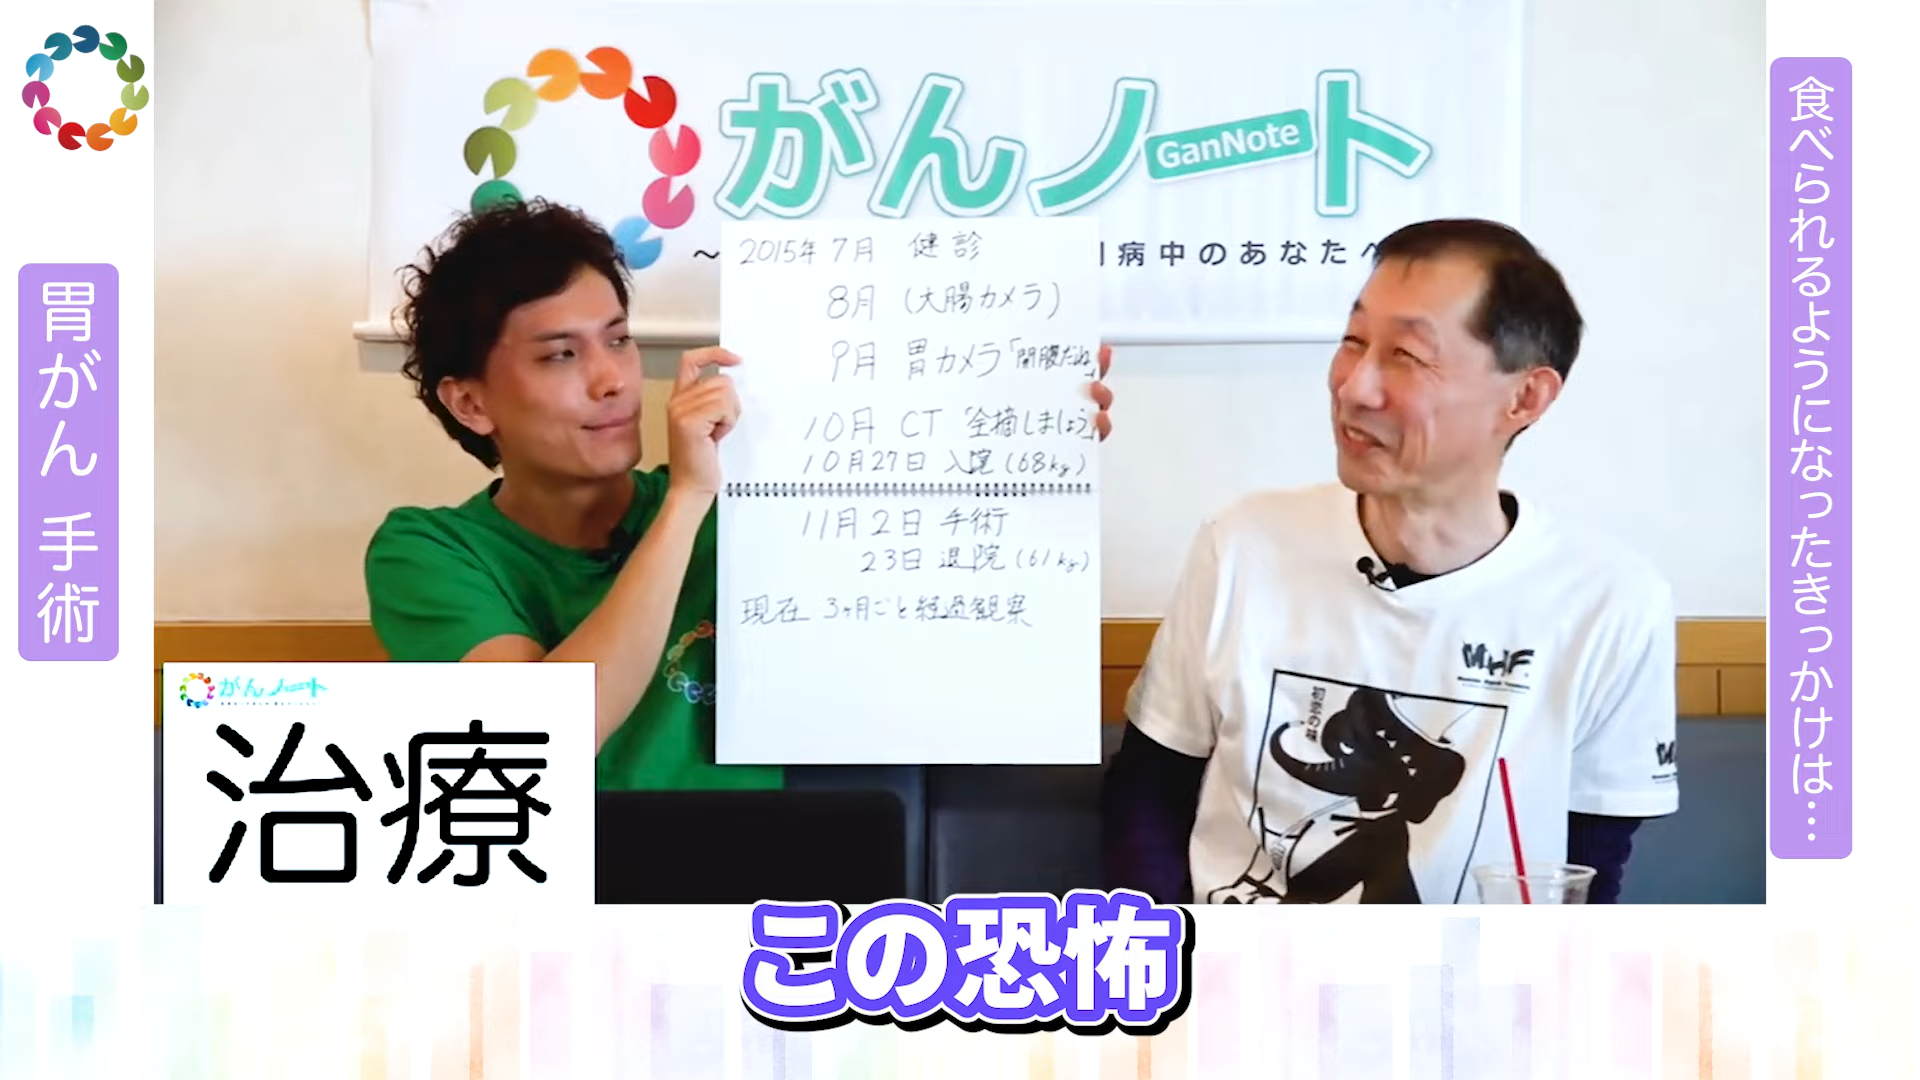 胃がん 手術
食べられるようになったきっかけは…
がんノート
GanNote
～
闘病中のあなたへ
2015年7月 健診
8月 (大腸カメラ)
9月 胃カメラ「開腹だね」
10月 CT「全摘しましょう」
10月27日 入院(68kg)
11月2日 手術
23日 退院(61kg)
現在 3ヶ月ごと経過観察
MHF
がんノート
治療
この恐怖